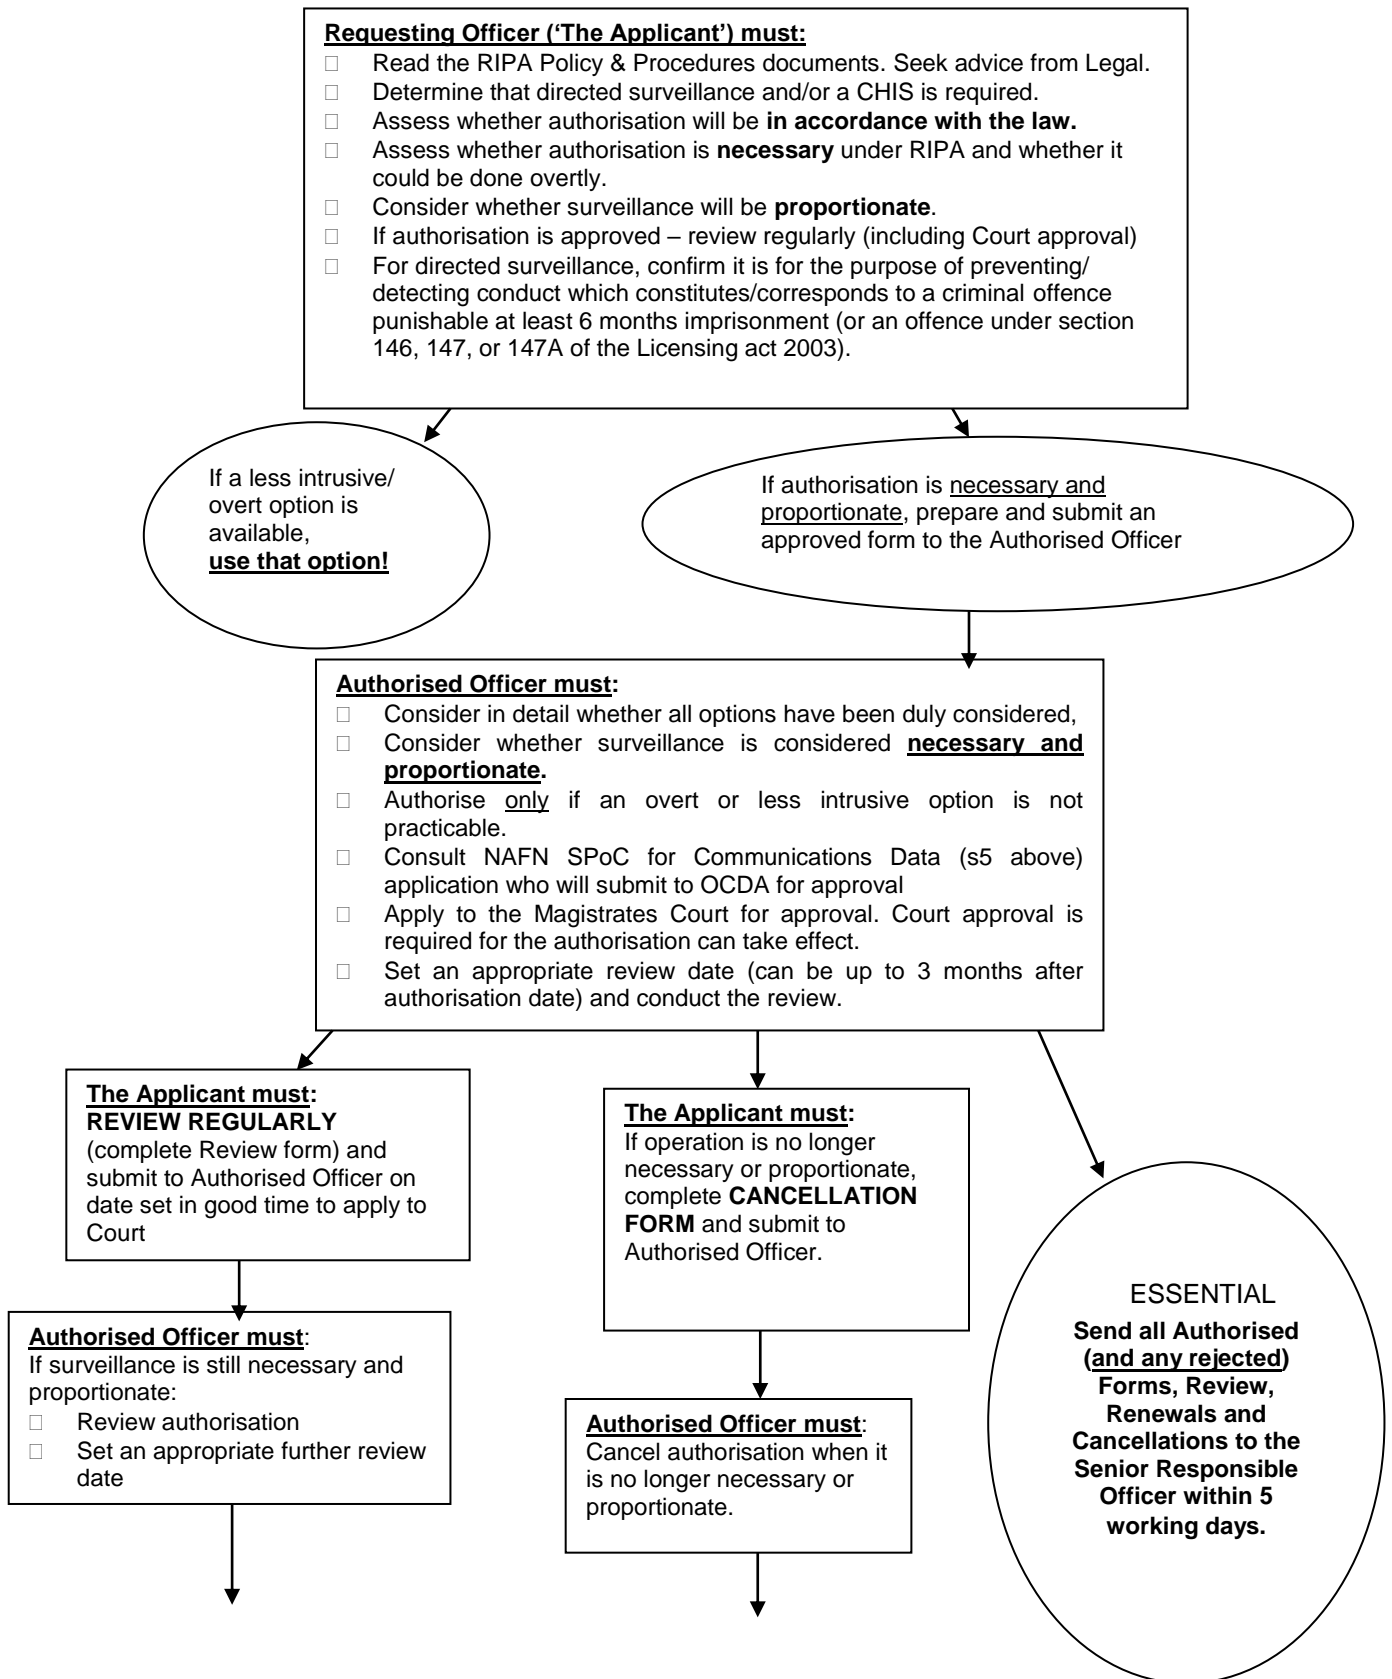 Requesting Officer (‘The Applicant’) must:
Read the RIPA Policy & Procedures documents. Seek advice from Legal.
Determine that directed surveillance and/or a CHIS is required.
Assess whether authorisation will be in accordance with the law.
Assess whether authorisation is necessary under RIPA and whether it
could be done overtly.
Consider whether surveillance will be proportionate.
If authorisation is approved – review regularly (including Court approval)
For directed surveillance, confirm it is for the purpose of preventing/
detecting conduct which constitutes/corresponds to a criminal offence
punishable at least 6 months imprisonment (or an offence under section
146, 147, or 147A of the Licensing act 2003).
If a less intrusive/
overt option is
available,
use that option!
If authorisation is necessary and
proportionate, prepare and submit an
approved form to the Authorised Officer
Authorised Officer must:
Consider in detail whether all options have been duly considered,
Consider whether surveillance is considered necessary and
proportionate.
Authorise only if an overt or less intrusive option is not
practicable.
Consult NAFN SPoC for Communications Data (s5 above)
application who will submit to OCDA for approval
Apply to the Magistrates Court for approval. Court approval is
required for the authorisation can take effect.
Set an appropriate review date (can be up to 3 months after
authorisation date) and conduct the review.
The Applicant must:
REVIEW REGULARLY
(complete Review form) and
submit to Authorised Officer on
date set in good time to apply to
Court
The Applicant must:
If operation is no longer
necessary or proportionate,
complete CANCELLATION
FORM and submit to
Authorised Officer.
Authorised Officer must:
If surveillance is still necessary and
proportionate:
Review authorisation
Set an appropriate further review
date
Authorised Officer must:
Cancel authorisation when it
is no longer necessary or
proportionate.
ESSENTIAL
Send all Authorised
(and any rejected)
Forms, Review,
Renewals and
Cancellations to the
Senior Responsible
Officer within 5
working days.